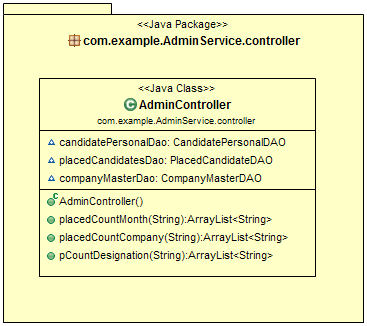 <<Java Package>>
com.example.AdminService.controller
<<Java Class>>
C AdminController
com.example.AdminService.controller
candidatePersonalDao: CandidatePersonalDAO
placedCandidatesDao: PlacedCandidateDAO
companyMasterDao: CompanyMasterDAO
C AdminController()
placedCountMonth(String):ArrayList<String>
placedCountCompany(String):ArrayList<String>
pCountDesignation(String):ArrayList<String>